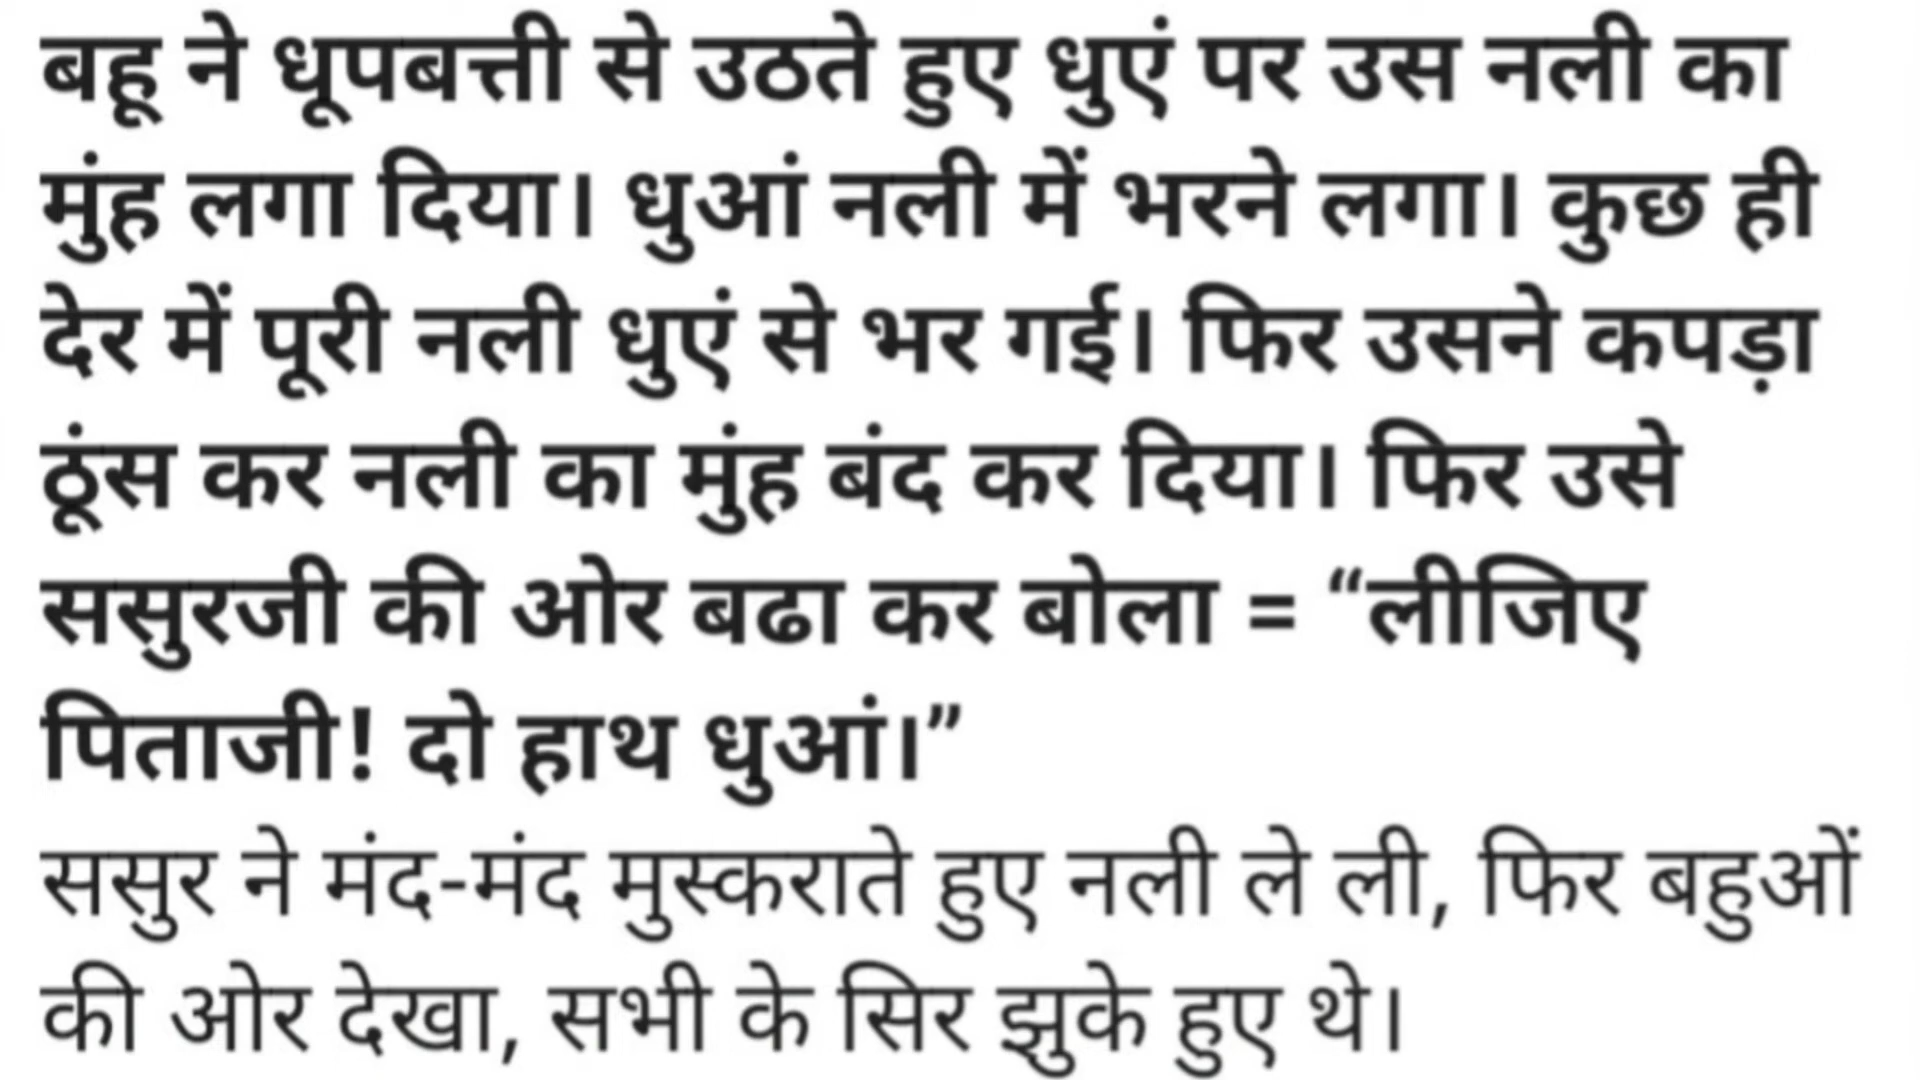 बहू ने धूपबत्ती से उठते हुए धुएं पर उस नली का
मुंह लगा दिया। धुआं नली में भरने लगा। कुछ ही
देर में पूरी नली धुएं से भर गई। फिर उसने कपड़ा
ठूंस कर नली का मुंह बंद कर दिया। फिर उसे
ससुरजी की ओर बढा कर बोला = “लीजिए
पिताजी! दो हाथ धुआं।”
ससुर ने मंद-मंद मुस्कराते हुए नली ले ली, फिर बहुओं
की ओर देखा, सभी के सिर झुके हुए थे।